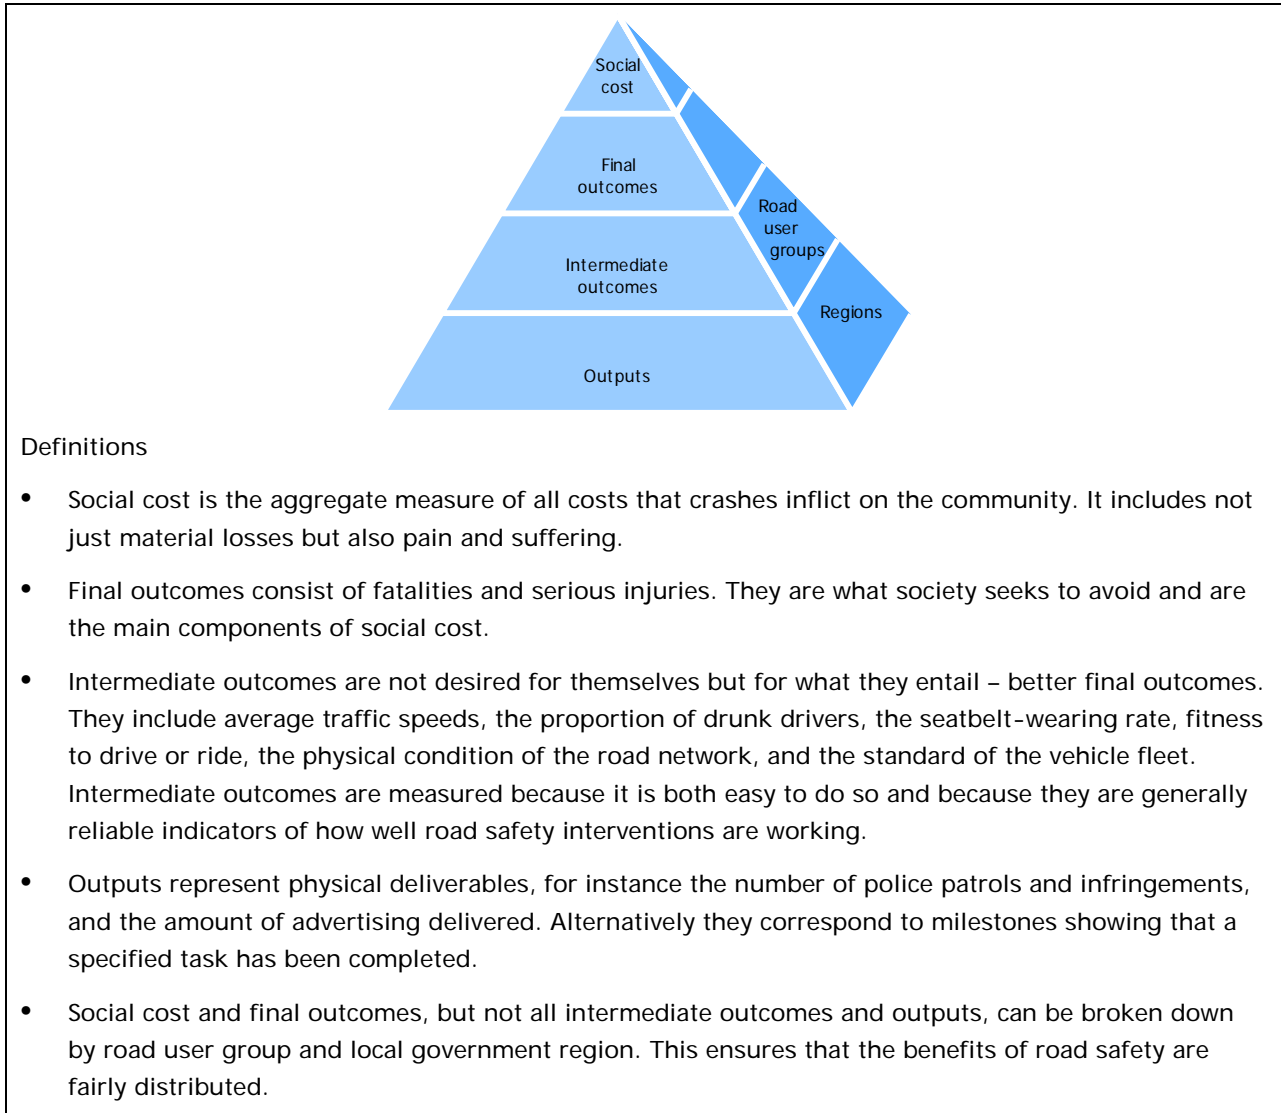 Social
cost
Final
outcomes
Road
user
groups
Intermediate
outcomes
Regions
Outputs
Definitions
• Social cost is the aggregate measure of all costs that crashes inflict on the community. It includes not
just material losses but also pain and suffering.
• Final outcomes consist of fatalities and serious injuries. They are what society seeks to avoid and are
the main components of social cost.
• Intermediate outcomes are not desired for themselves but for what they entail – better final outcomes.
They include average traffic speeds, the proportion of drunk drivers, the seatbelt-wearing rate, fitness
to drive or ride, the physical condition of the road network, and the standard of the vehicle fleet.
Intermediate outcomes are measured because it is both easy to do so and because they are generally
reliable indicators of how well road safety interventions are working.
• Outputs represent physical deliverables, for instance the number of police patrols and infringements,
and the amount of advertising delivered. Alternatively they correspond to milestones showing that a
specified task has been completed.
• Social cost and final outcomes, but not all intermediate outcomes and outputs, can be broken down
by road user group and local government region. This ensures that the benefits of road safety are
fairly distributed.